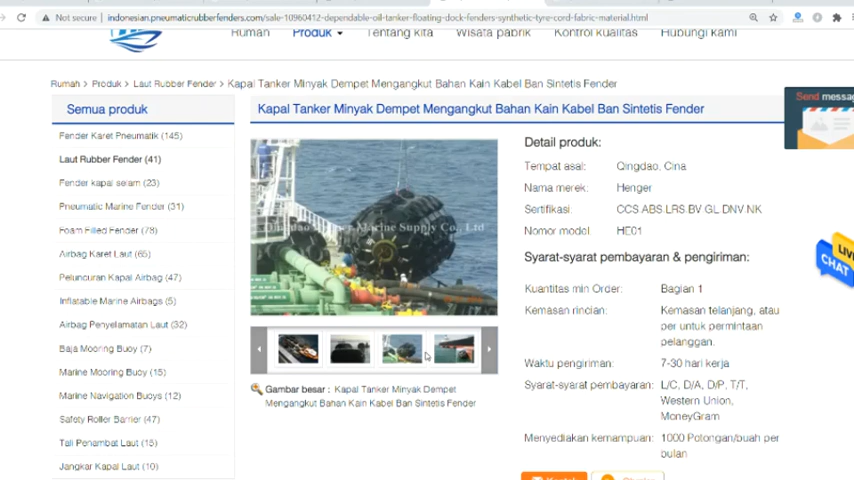 Not secure | indonesian.pneumaticrubberfenders.com/sale-10960412-dependable-oil-tanker-floating-dock-fenders-synthetic-tyre-cord-fabric-material.html
Rumah Produk Tentang kita Wisata pabrik Kontrol kualitas Hubungi kami
Rumah > Produk > Laut Rubber Fender > Kapal Tanker Minyak Dempet Mengangkut Bahan Kain Kabel Ban Sintetis Fender
Semua produk
Fender Karet Pneumatik (145)
Laut Rubber Fender (41)
Fender kapal selam (23)
Pneumatic Marine Fender (31)
Foam Filled Fender (78)
Airbag Karet Laut (65)
Peluncuran Kapal Airbag (47)
Inflatable Marine Airbags (5)
Airbag Penyelamatan Laut (32)
Baja Mooring Buoy (7)
Marine Mooring Buoy (15)
Marine Navigation Buoys (12)
Safety Roller Barrier (47)
Tali Penambat Laut (15)
Jangkar Kapal Laut (10)
Kapal Tanker Minyak Dempet Mengangkut Bahan Kain Kabel Ban Sintetis Fender
Marine Supply Co., Ltd
Gambar besar : Kapal Tanker Minyak Dempet
Mengangkut Bahan Kain Kabel Ban Sintetis Fender
Detail produk:
Tempat asal: Qingdao, Cina
Nama merek: Henger
Sertifikasi: CCS.ABS.LRS.BV GL.DNV.NK
Nomor model: HE01
Syarat-syarat pembayaran & pengiriman:
Kuantitas min Order: Bagian 1
Kemasan rincian: Kemasan telanjang, atau
per untuk permintaan
pelanggan.
Waktu pengiriman: 7-30 hari kerja
Syarat-syarat pembayaran: L/C, D/A, D/P, T/T,
Western Union,
MoneyGram
Menyediakan kemampuan: 1000 Potongan/buah per
bulan
Send message
LIVE
CHAT